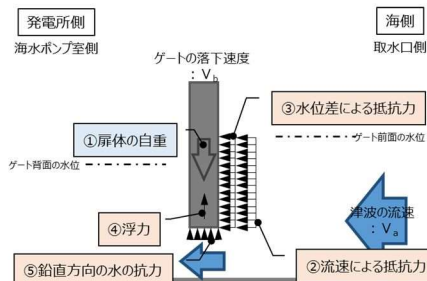 発電所側
海側
海水ポンプ室側
取水口側
ゲートの落下速度
：Vb
③水位差による抵抗力
①扉体の自重
ゲート前面の水位
ゲート背面の水位
津波の流速
：Va
④浮力
⑤鉛直方向の水の抗力
②流速による抵抗力